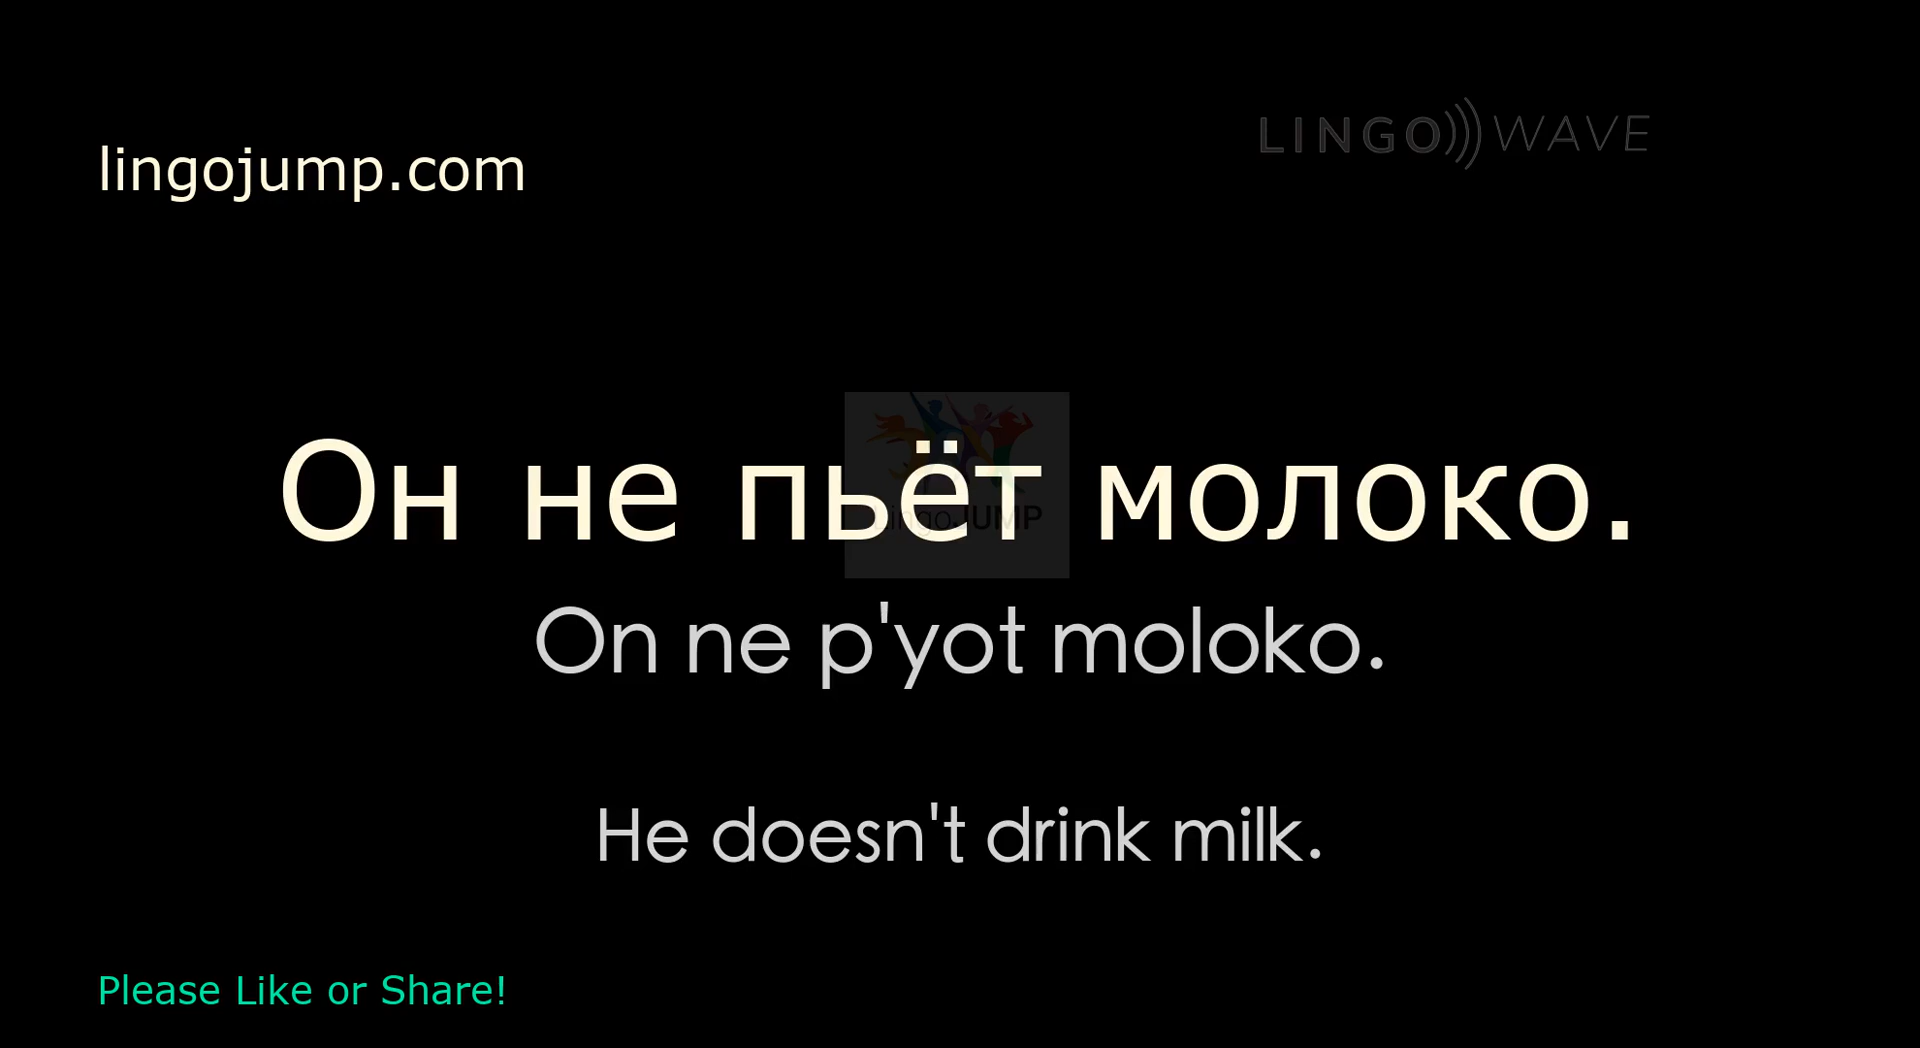 lingojump.com
LINGO WAVE
Он не пьёт молоко.
LingoJUMP
On ne p'yot moloko.
He doesn't drink milk.
Please Like or Share!